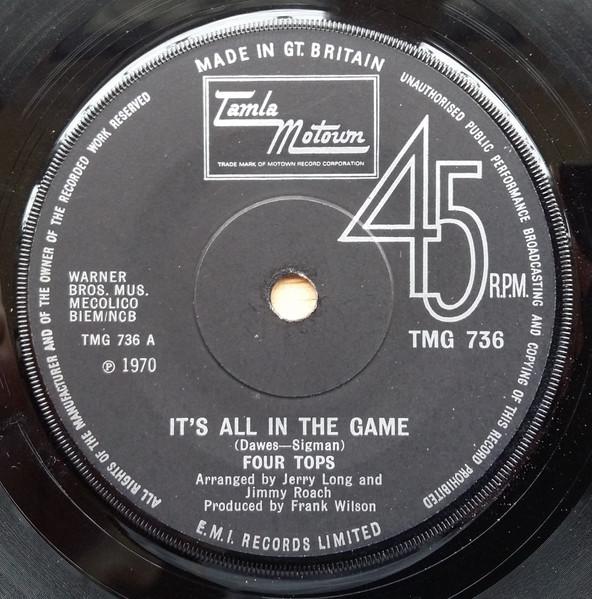 MADE IN GT. BRITAIN
UNAUTHORISED PUBLIC PERFORMANCE BROADCASTING AND COPYING OF THIS RECORD PROHIBITED
ALL RIGHTS OF THE MANUFACTURER AND OF THE OWNER OF THE RECORDED WORK RESERVED
Tamla
Motown
TRADE MARK OF MOTOWN RECORD CORPORATION
45
R.P.M.
WARNER
BROS. MUS.
MECOLICO
BIEM/NCB
TMG 736 A
℗ 1970
TMG 736
IT'S ALL IN THE GAME
(Dawes—Sigman)
FOUR TOPS
Arranged by Jerry Long and
Jimmy Roach
Produced by Frank Wilson
E.M.I. RECORDS LIMITED